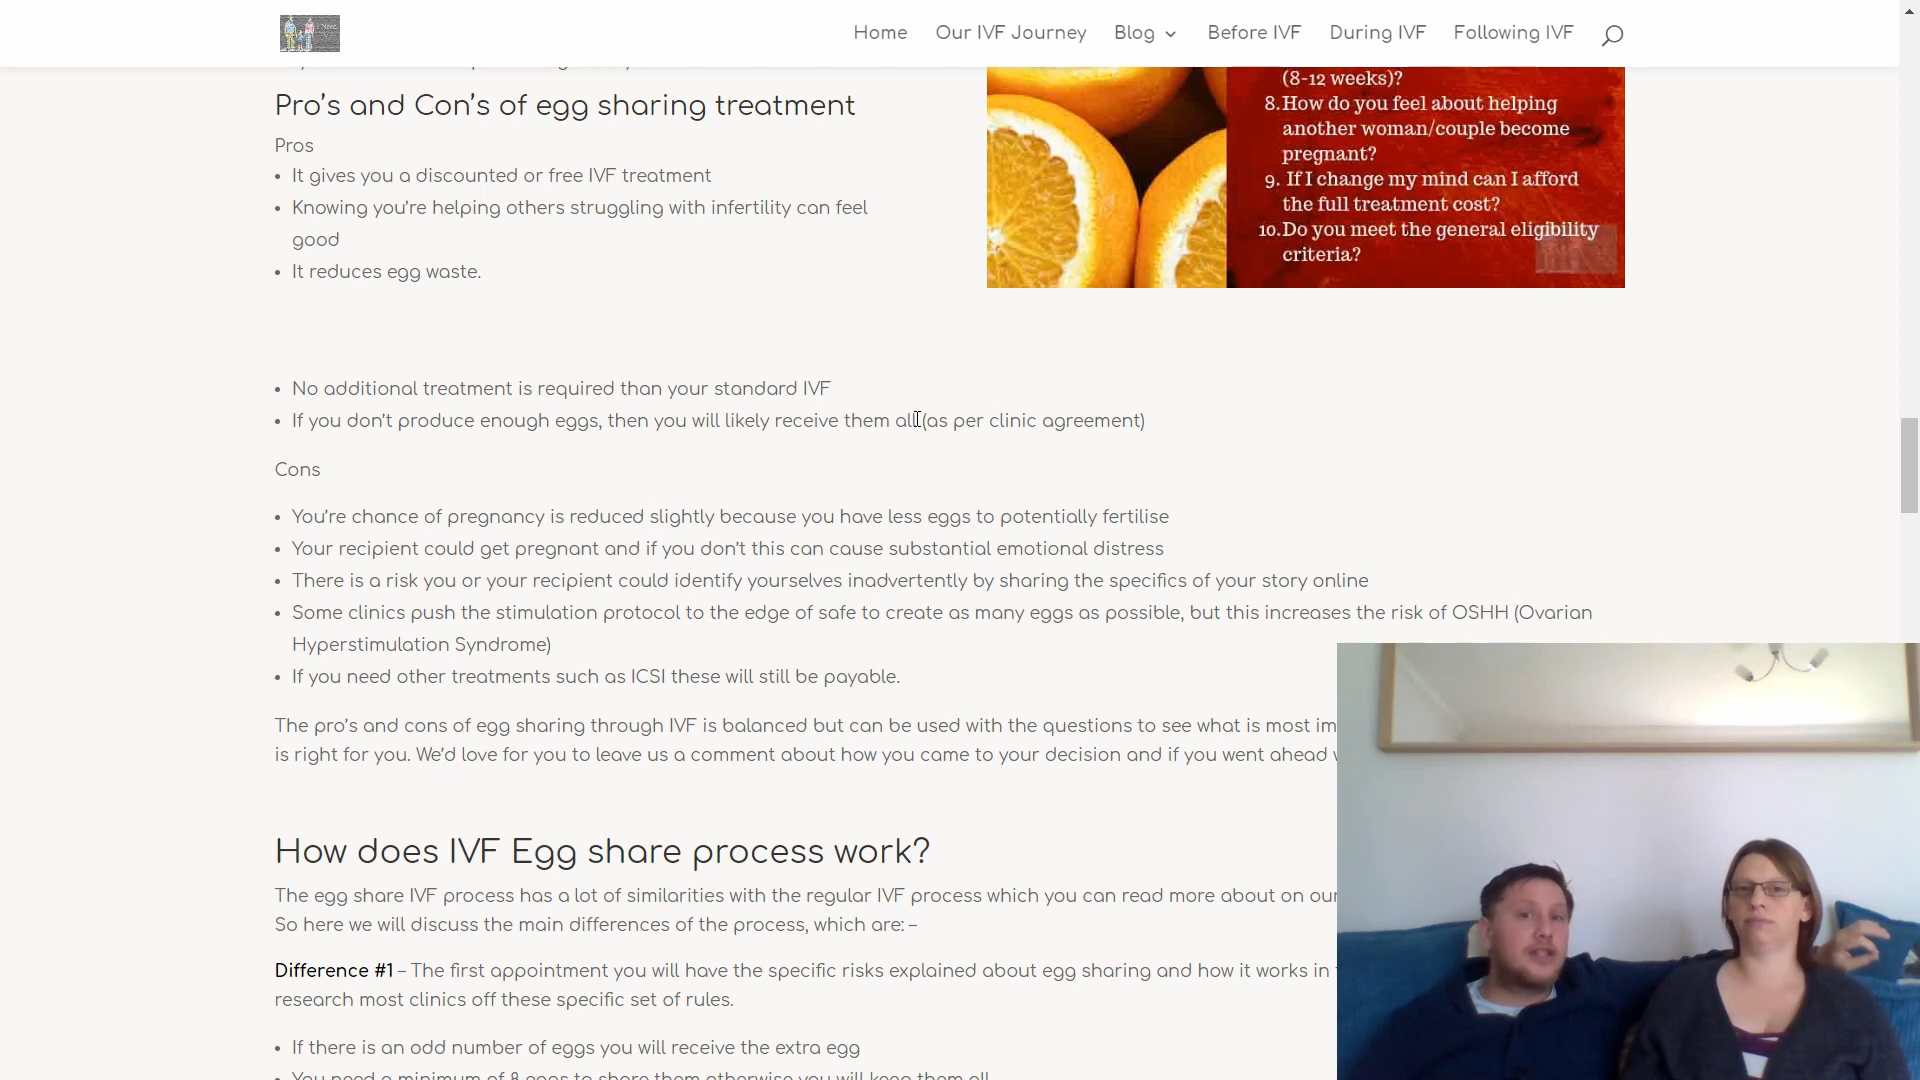 Home Our IVF Journey Blog Before IVF During IVF Following IVF
Pro's and Con's of egg sharing treatment
Pros
• It gives you a discounted or free IVF treatment
• Knowing you're helping others struggling with infertility can feel
good
• It reduces egg waste.
(8-12 weeks)?
8.How do you feel about helping
another woman/couple become
pregnant?
9. If I change my mind can I afford
the full treatment cost?
10.Do you meet the general eligibility
criteria?
• No additional treatment is required than your standard IVF
• If you don't produce enough eggs, then you will likely receive them all (as per clinic agreement)
Cons
• You're chance of pregnancy is reduced slightly because you have less eggs to potentially fertilise
• Your recipient could get pregnant and if you don't this can cause substantial emotional distress
• There is a risk you or your recipient could identify yourselves inadvertently by sharing the specifics of your story online
• Some clinics push the stimulation protocol to the edge of safe to create as many eggs as possible, but this increases the risk of OSHH (Ovarian
Hyperstimulation Syndrome)
• If you need other treatments such as ICSI these will still be payable.
The pro's and cons of egg sharing through IVF is balanced but can be used with the questions to see what is most
is right for you. We'd love for you to leave us a comment about how you came to your decision and if you went ahead
How does IVF Egg share process work?
The egg share IVF process has a lot of similarities with the regular IVF process which you can read more about on our
So here we will discuss the main differences of the process, which are: –
Difference #1 – The first appointment you will have the specific risks explained about egg sharing and how it works in
research most clinics off these specific set of rules.
• If there is an odd number of eggs you will receive the extra egg
• You need a minimum of 8 eggs to share them otherwise you will keep them all